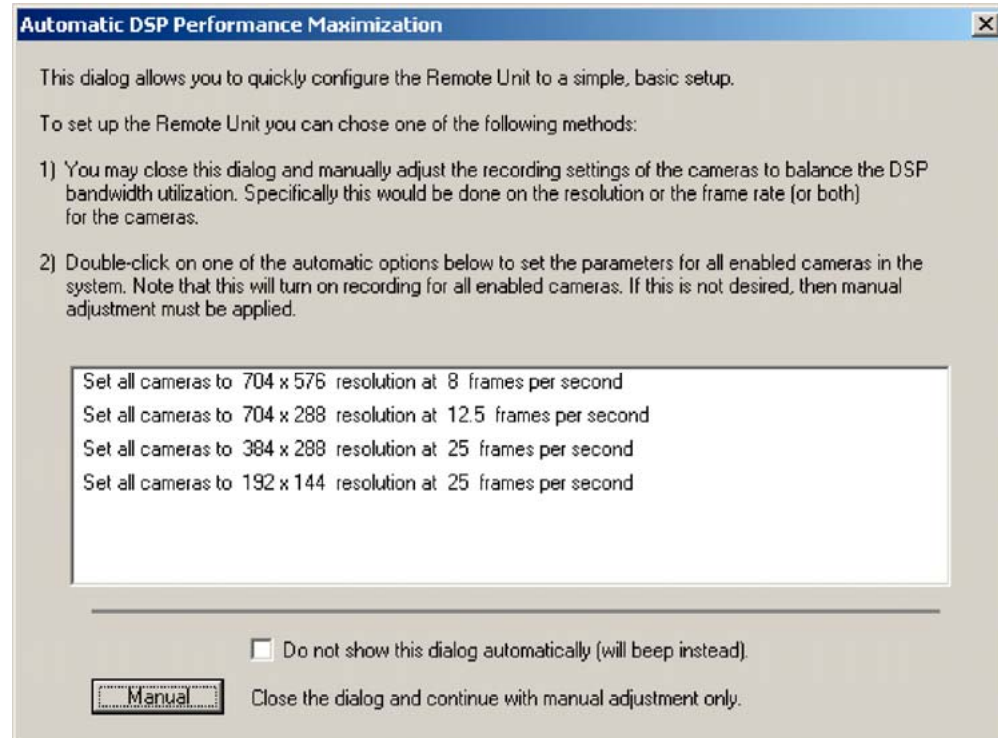 Automatic DSP Performance Maximization
This dialog allows you to quickly configure the Remote Unit to a simple, basic setup.
To set up the Remote Unit you can chose one of the following methods:
1) You may close this dialog and manually adjust the recording settings of the cameras to balance the DSP
bandwidth utilization. Specifically this would be done on the resolution or the frame rate (or both)
for the cameras.
2) Double-click on one of the automatic options below to set the parameters for all enabled cameras in the
system. Note that this will turn on recording for all enabled cameras. If this is not desired, then manual
adjustment must be applied.
Set all cameras to 704 x 576 resolution at 8 frames per second
Set all cameras to 704 x 288 resolution at 12.5 frames per second
Set all cameras to 384 x 288 resolution at 25 frames per second
Set all cameras to 192 x 144 resolution at 25 frames per second
Do not show this dialog automatically (will beep instead).
Manual Close the dialog and continue with manual adjustment only.